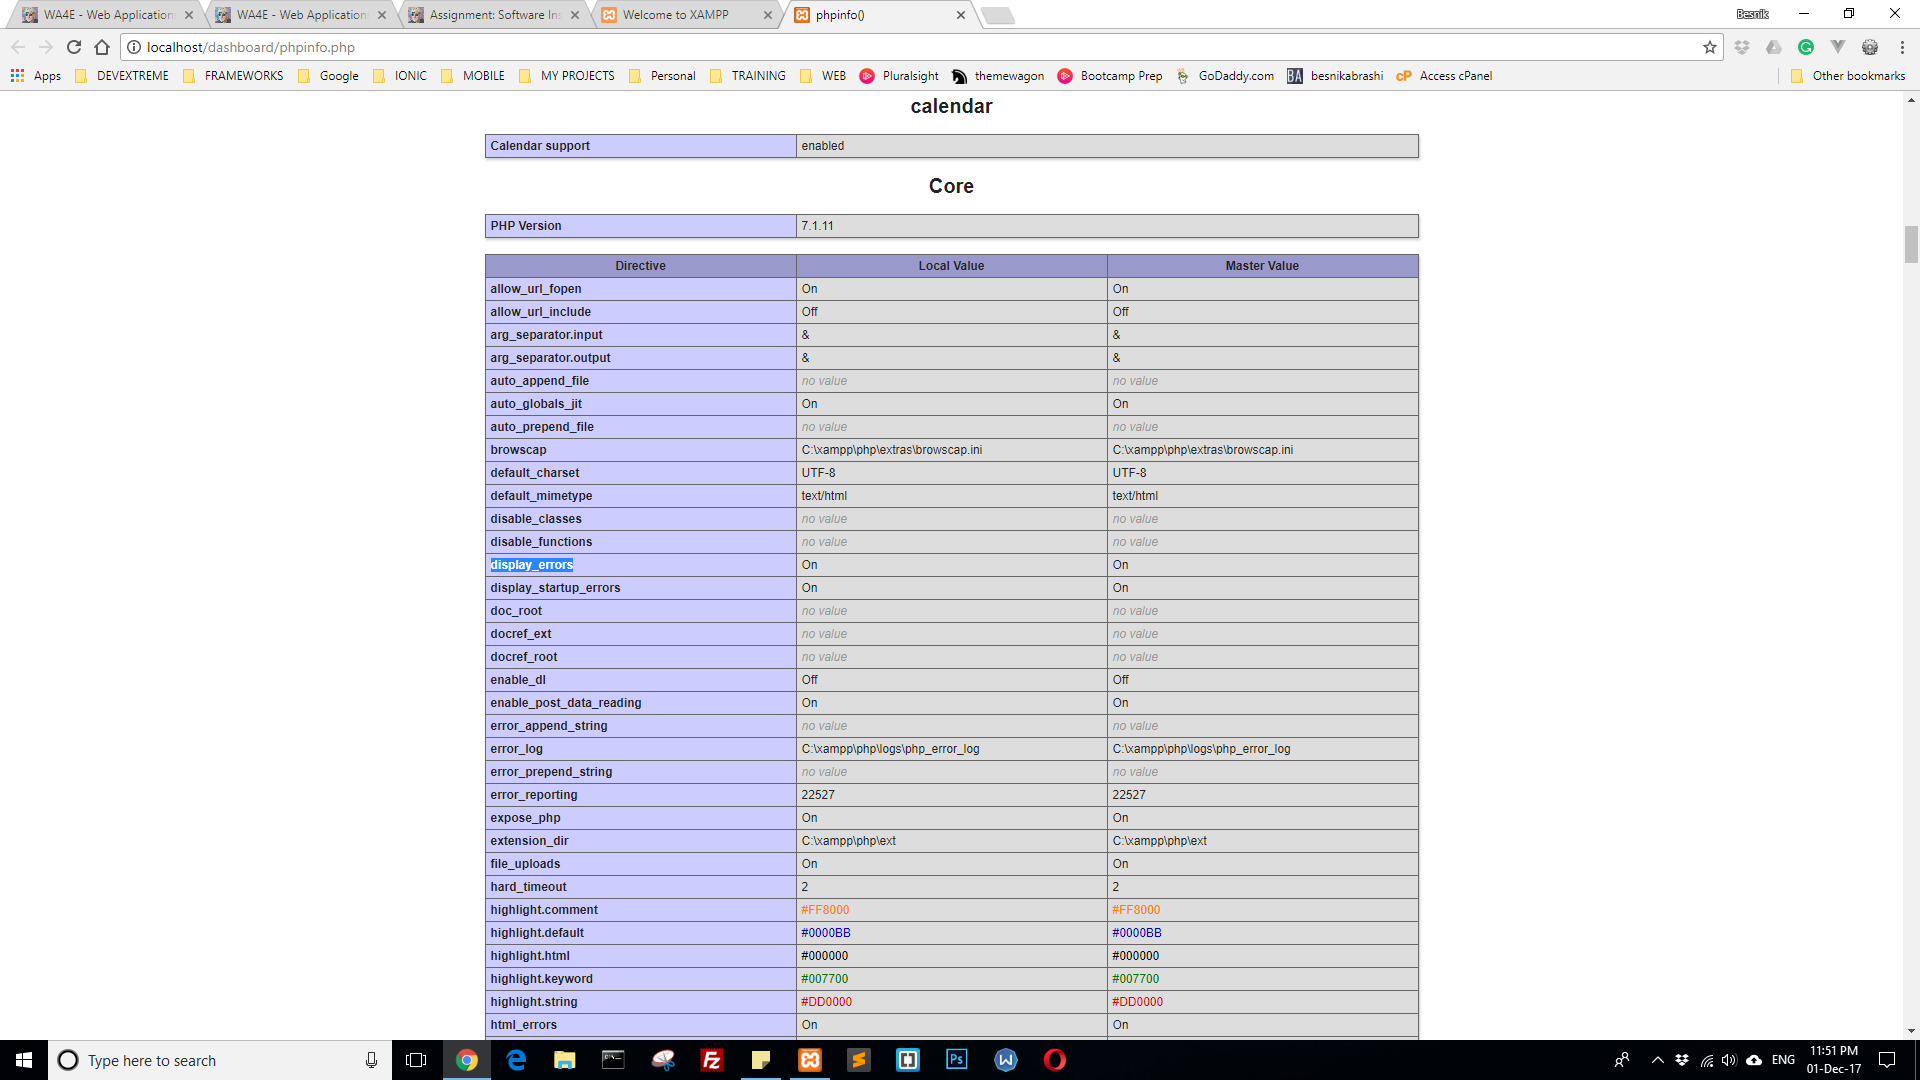 WA4E - Web Application
WA4E - Web Application
Assignment: Software Ins
Welcome to XAMPP
phpinfo()
Besnik
localhost/dashboard/phpinfo.php
Apps DEVEXTREME FRAMEWORKS Google IONIC MOBILE MY PROJECTS Personal TRAINING WEB Pluralsight themewagon Bootcamp Prep GoDaddy.com BA besnikabrashi cP Access cPanel Other bookmarks
calendar
Calendar support enabled
Core
PHP Version 7.1.11
Directive Local Value Master Value
allow_url_fopen On On
allow_url_include Off Off
arg_separator.input & &
arg_separator.output & &
auto_append_file no value no value
auto_globals_jit On On
auto_prepend_file no value no value
browscap C:\xampp\php\extras\browscap.ini C:\xampp\php\extras\browscap.ini
default_charset UTF-8 UTF-8
default_mimetype text/html text/html
disable_classes no value no value
disable_functions no value no value
display_errors On On
display_startup_errors On On
doc_root no value no value
docref_ext no value no value
docref_root no value no value
enable_dl Off Off
enable_post_data_reading On On
error_append_string no value no value
error_log C:\xampp\php\logs\php_error_log C:\xampp\php\logs\php_error_log
error_prepend_string no value no value
error_reporting 22527 22527
expose_php On On
extension_dir C:\xampp\php\ext C:\xampp\php\ext
file_uploads On On
hard_timeout 2 2
highlight.comment #FF8000 #FF8000
highlight.default #0000BB #0000BB
highlight.html #000000 #000000
highlight.keyword #007700 #007700
highlight.string #DD0000 #DD0000
html_errors On On
Type here to search
Ps
ENG
11:51 PM
01-Dec-17